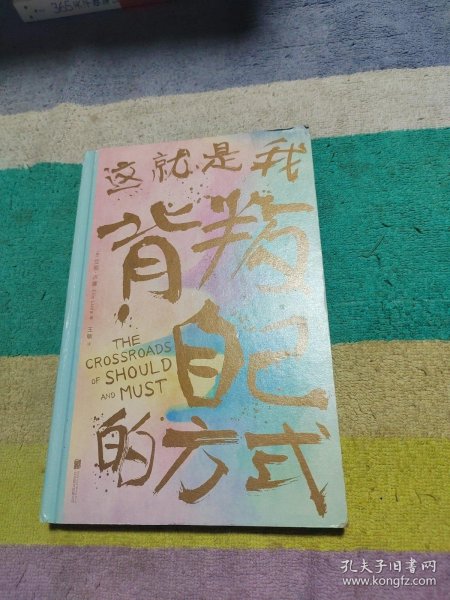 这就是我
背叛
自己
的方式
THE
CROSSROADS
OF SHOULD
AND MUST
孔夫子旧书网
www.kongfz.com